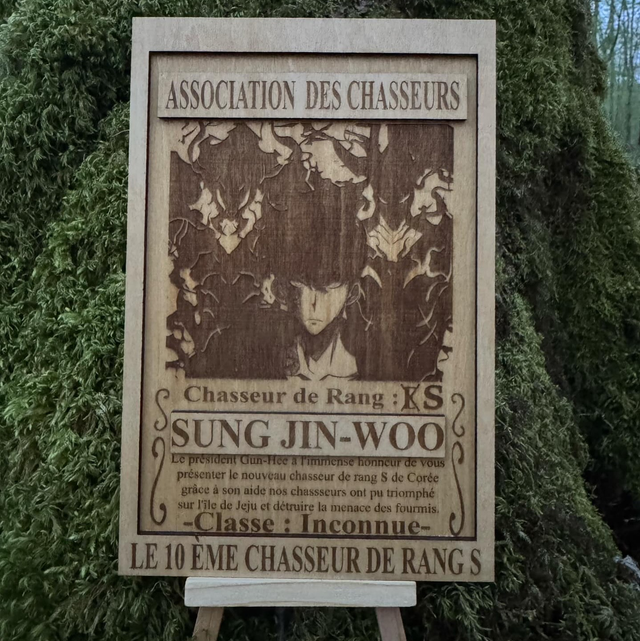 ASSOCIATION DES CHASSEURS
Chasseur de Rang : E S
SUNG JIN-WOO
Le président Gun-Hee a l'immense honneur de vous
présenter le nouveau chasseur de rang S de Corée
grâce à son aide nos chassseurs ont pu triomphé
sur l'île de Jeju et détruire la menace des fourmis.
-Classe : Inconnue-
LE 10 ÈME CHASSEUR DE RANG S